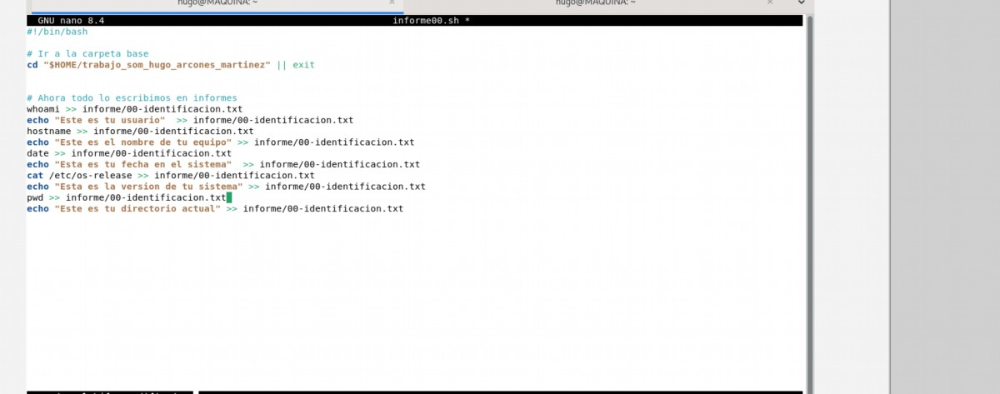 hugo@MAQUINA: ~ × hugo@MAQUINA: ~ ×
GNU nano 8.4 informe00.sh *
#!/bin/bash
# Ir a la carpeta base
cd "$HOME/trabajo_som_hugo_arcones_martinez" || exit
# Ahora todo lo escribimos en informes
whoami >> informe/00-identificacion.txt
echo "Este es tu usuario"  >> informe/00-identificacion.txt
hostname >> informe/00-identificacion.txt
echo "Este es el nombre de tu equipo" >> informe/00-identificacion.txt
date >> informe/00-identificacion.txt
echo "Esta es tu fecha en el sistema"  >> informe/00-identificacion.txt
cat /etc/os-release >> informe/00-identificacion.txt
echo "Esta es la version de tu sistema" >> informe/00-identificacion.txt
pwd >> informe/00-identificacion.txt
echo "Este es tu directorio actual" >> informe/00-identificacion.txt